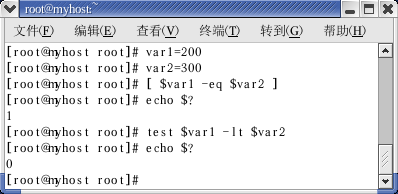 root@myhost:~
文件(F) 编辑(E) 查看(V) 终端(T) 转到(G) 帮助(H)
[root@myhost root]# var1=200
[root@myhost root]# var2=300
[root@myhost root]# [ $var1 -eq $var2 ]
[root@myhost root]# echo $?
1
[root@myhost root]# test $var1 -lt $var2
[root@myhost root]# echo $?
0
[root@myhost root]#